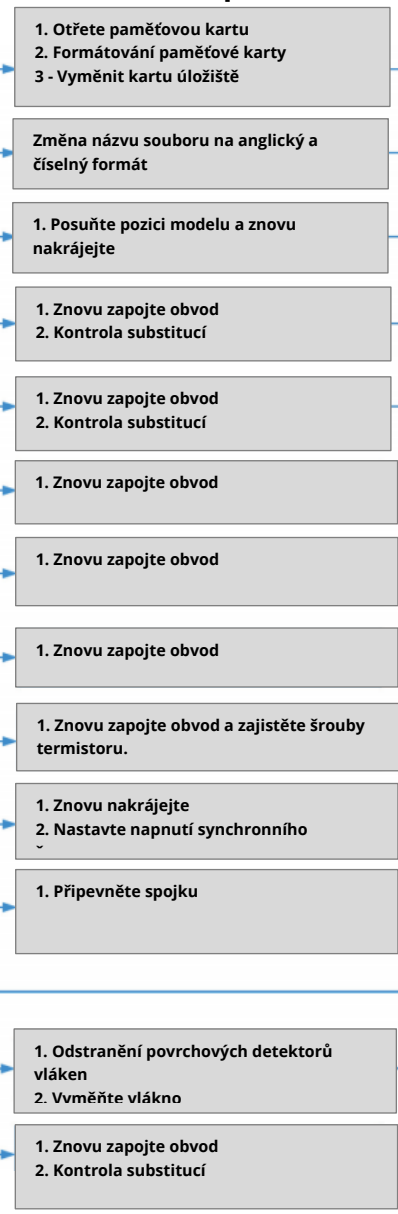 1. Otřete paměťovou kartu
2. Formátování paměťové karty
3 - Vyměnit kartu úložiště
Změna názvu souboru na anglický a
číselný formát
1. Posuňte pozici modelu a znovu
nakrájejte
1. Znovu zapojte obvod
2. Kontrola substitucí
1. Znovu zapojte obvod
2. Kontrola substitucí
1. Znovu zapojte obvod
1. Znovu zapojte obvod
1. Znovu zapojte obvod
1. Znovu zapojte obvod a zajistěte šrouby
termistoru.
1. Znovu nakrájejte
2. Nastavte napnutí synchronního
1. Připevněte spojku
1. Odstranění povrchových detektorů
vláken
2. Vyměňte vlákno
1. Znovu zapojte obvod
2. Kontrola substitucí